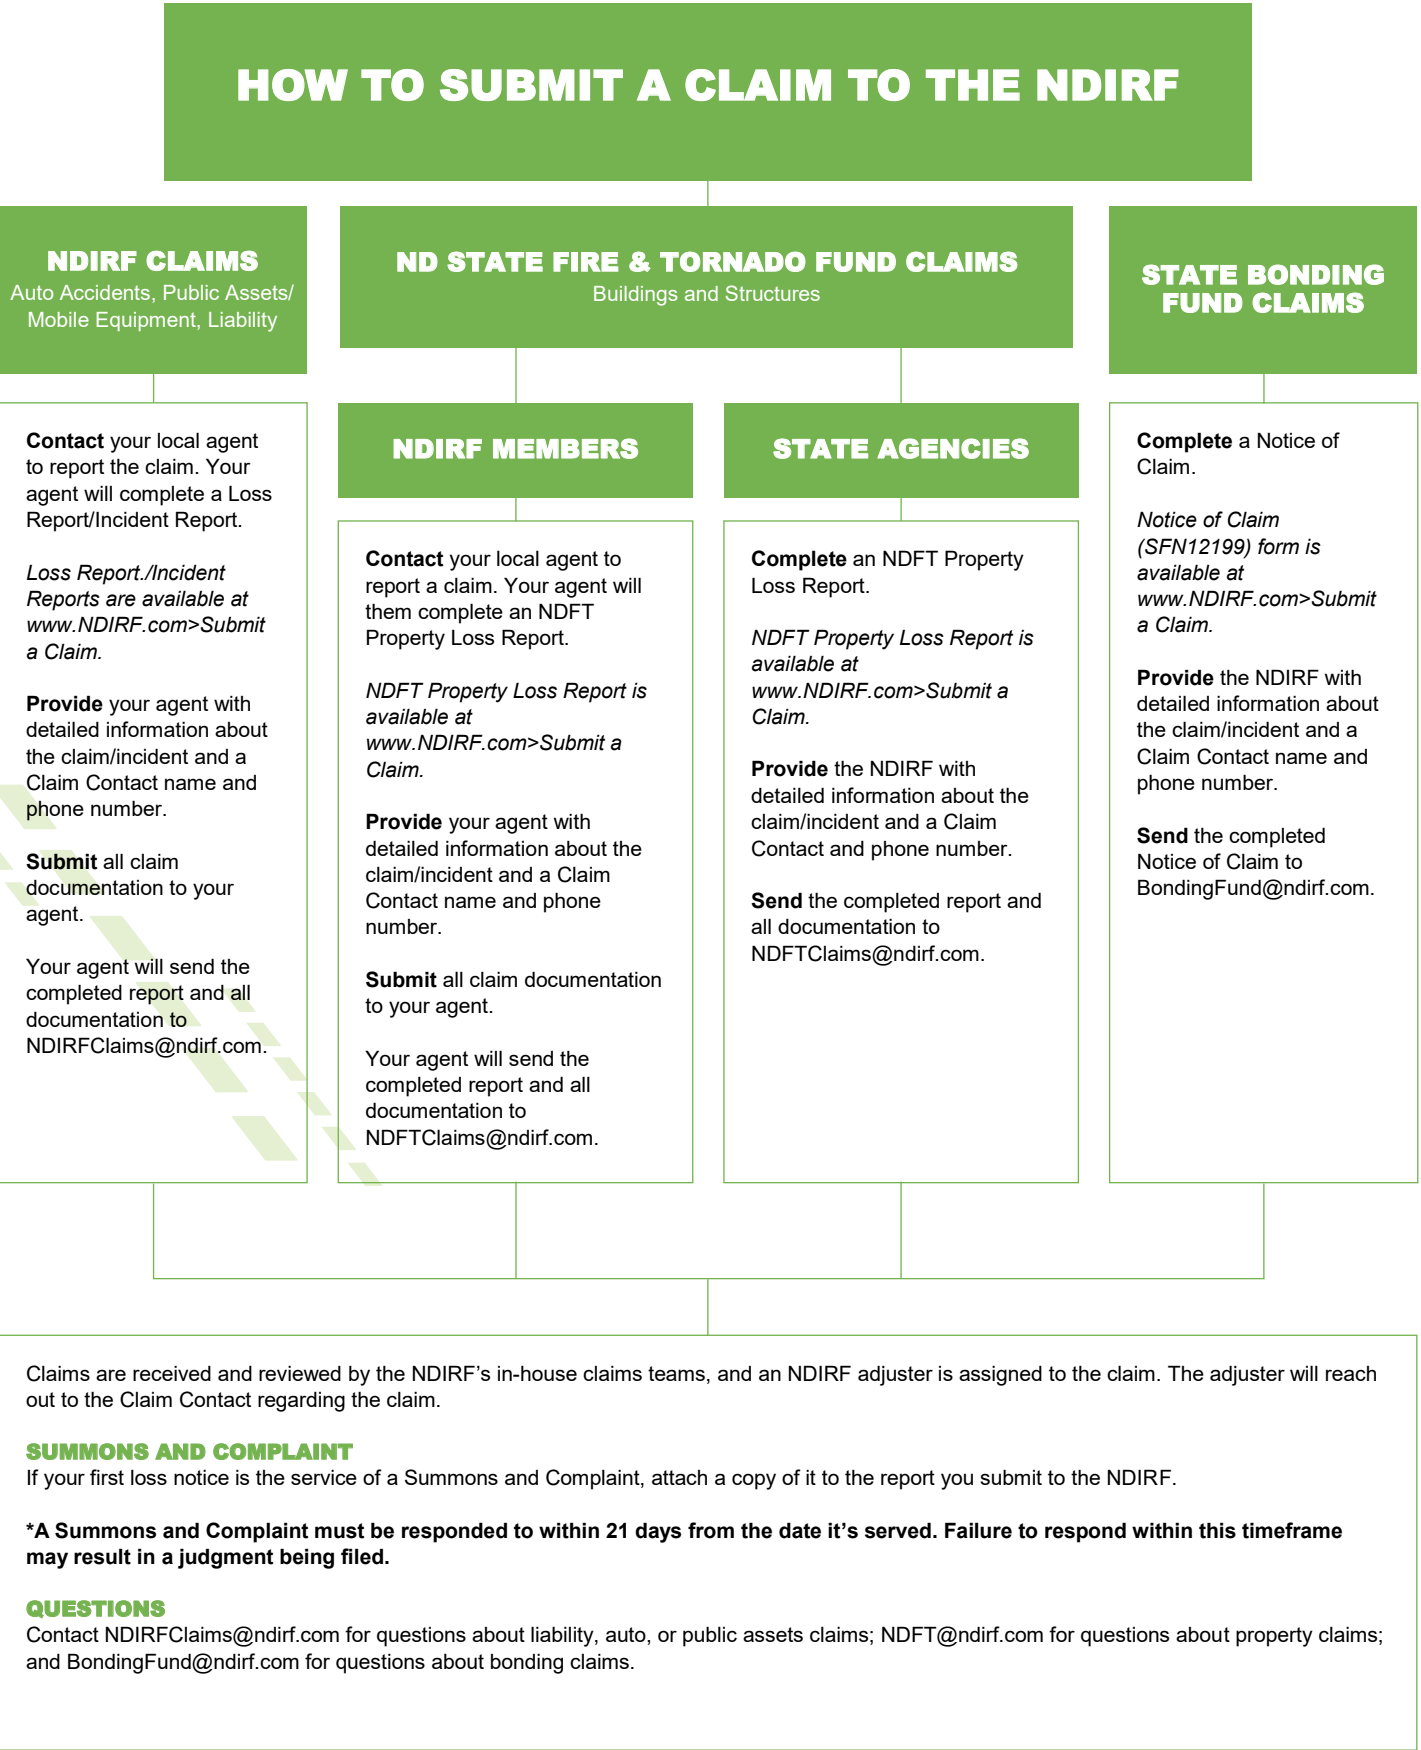 HOW TO SUBMIT A CLAIM TO THE NDIRF
NDIRF CLAIMS
Auto Accidents, Public Assets/
Mobile Equipment, Liability
Contact your local agent
to report the claim. Your
agent will complete a Loss
Report/Incident Report.
Loss Report./Incident
Reports are available at
www.NDIRF.com>Submit
a Claim.
Provide your agent with
detailed information about
the claim/incident and a
Claim Contact name and
phone number.
Submit all claim
documentation to your
agent.
Your agent will send the
completed report and all
documentation to
NDIRFClaims@ndirf.com.
ND STATE FIRE & TORNADO FUND CLAIMS
Buildings and Structures
NDIRF MEMBERS
Contact your local agent to
report a claim. Your agent will
them complete an NDFT
Property Loss Report.
NDFT Property Loss Report is
available at
www.NDIRF.com>Submit a
Claim.
Provide your agent with
detailed information about the
claim/incident and a Claim
Contact name and phone
number.
Submit all claim documentation
to your agent.
Your agent will send the
completed report and all
documentation to
NDFTClaims@ndirf.com.
STATE AGENCIES
Complete an NDFT Property
Loss Report.
NDFT Property Loss Report is
available at
www.NDIRF.com>Submit a
Claim.
Provide the NDIRF with
detailed information about the
claim/incident and a Claim
Contact and phone number.
Send the completed report and
all documentation to
NDFTClaims@ndirf.com.
STATE BONDING
FUND CLAIMS
Complete a Notice of
Claim.
Notice of Claim
(SFN12199) form is
available at
www.NDIRF.com>Submit
a Claim.
Provide the NDIRF with
detailed information about
the claim/incident and a
Claim Contact name and
phone number.
Send the completed
Notice of Claim to
BondingFund@ndirf.com.
Claims are received and reviewed by the NDIRF’s in-house claims teams, and an NDIRF adjuster is assigned to the claim. The adjuster will reach
out to the Claim Contact regarding the claim.
SUMMONS AND COMPLAINT
If your first loss notice is the service of a Summons and Complaint, attach a copy of it to the report you submit to the NDIRF.
*A Summons and Complaint must be responded to within 21 days from the date it’s served. Failure to respond within this timeframe
may result in a judgment being filed.
QUESTIONS
Contact NDIRFClaims@ndirf.com for questions about liability, auto, or public assets claims; NDFT@ndirf.com for questions about property claims;
and BondingFund@ndirf.com for questions about bonding claims.